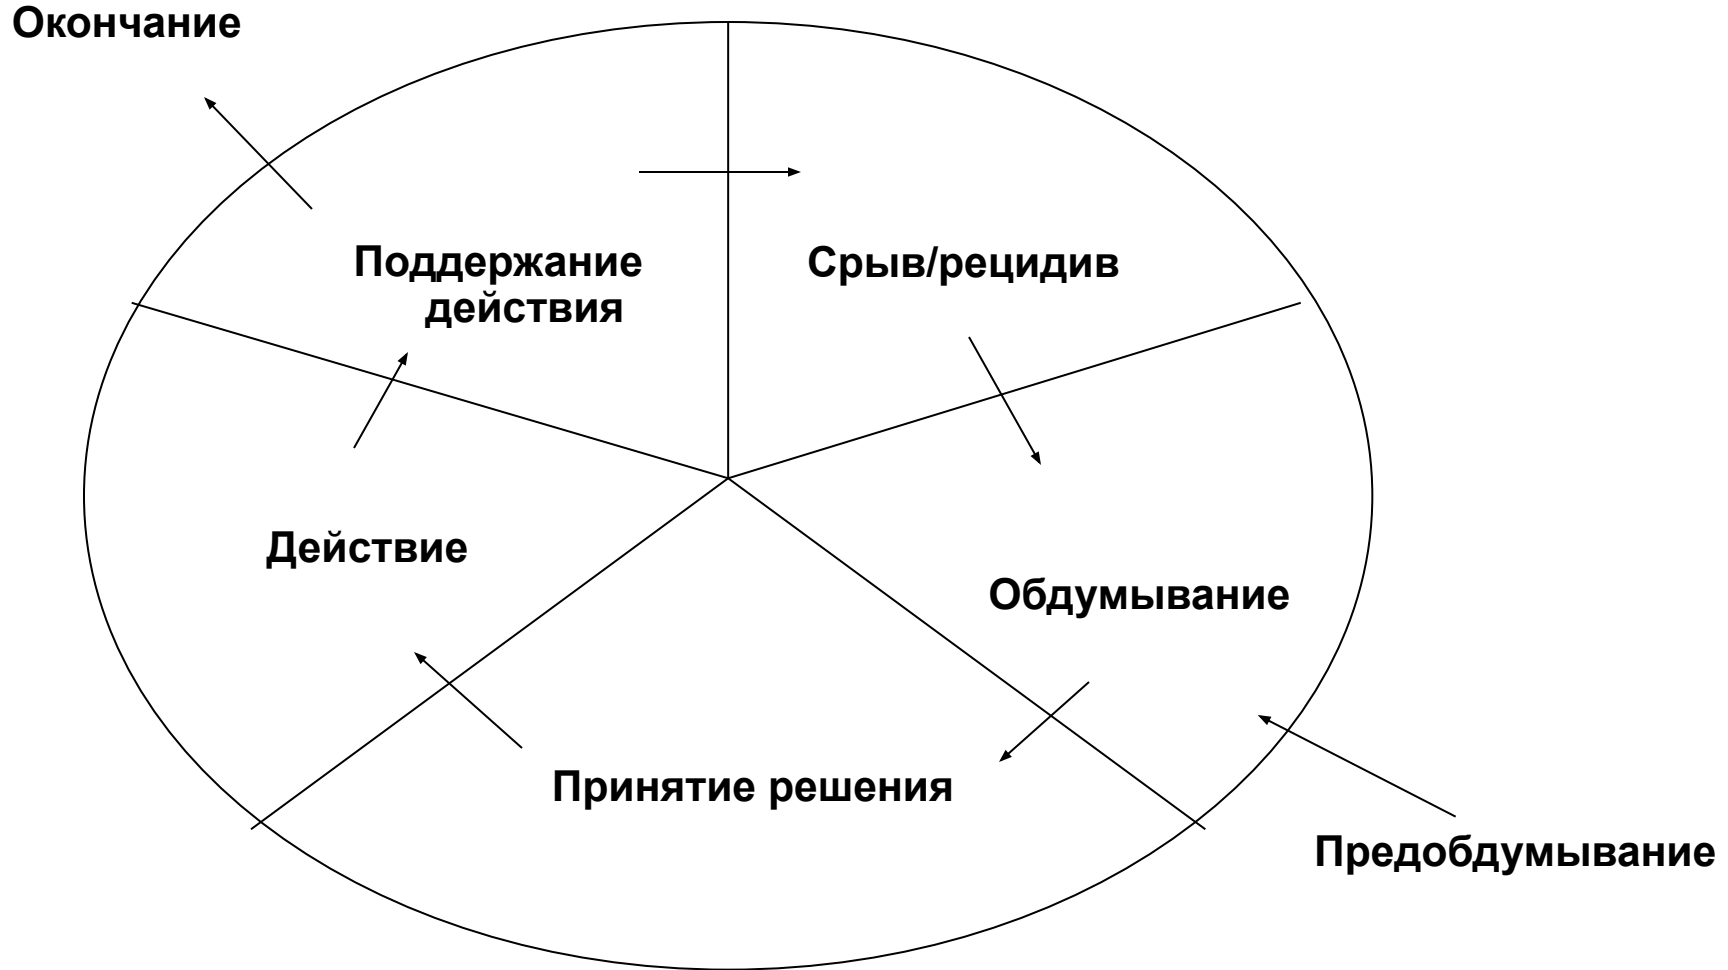 Окончание
Поддержание
действия
Срыв/рецидив
Действие
Обдумывание
Принятие решения
Предобдумывание